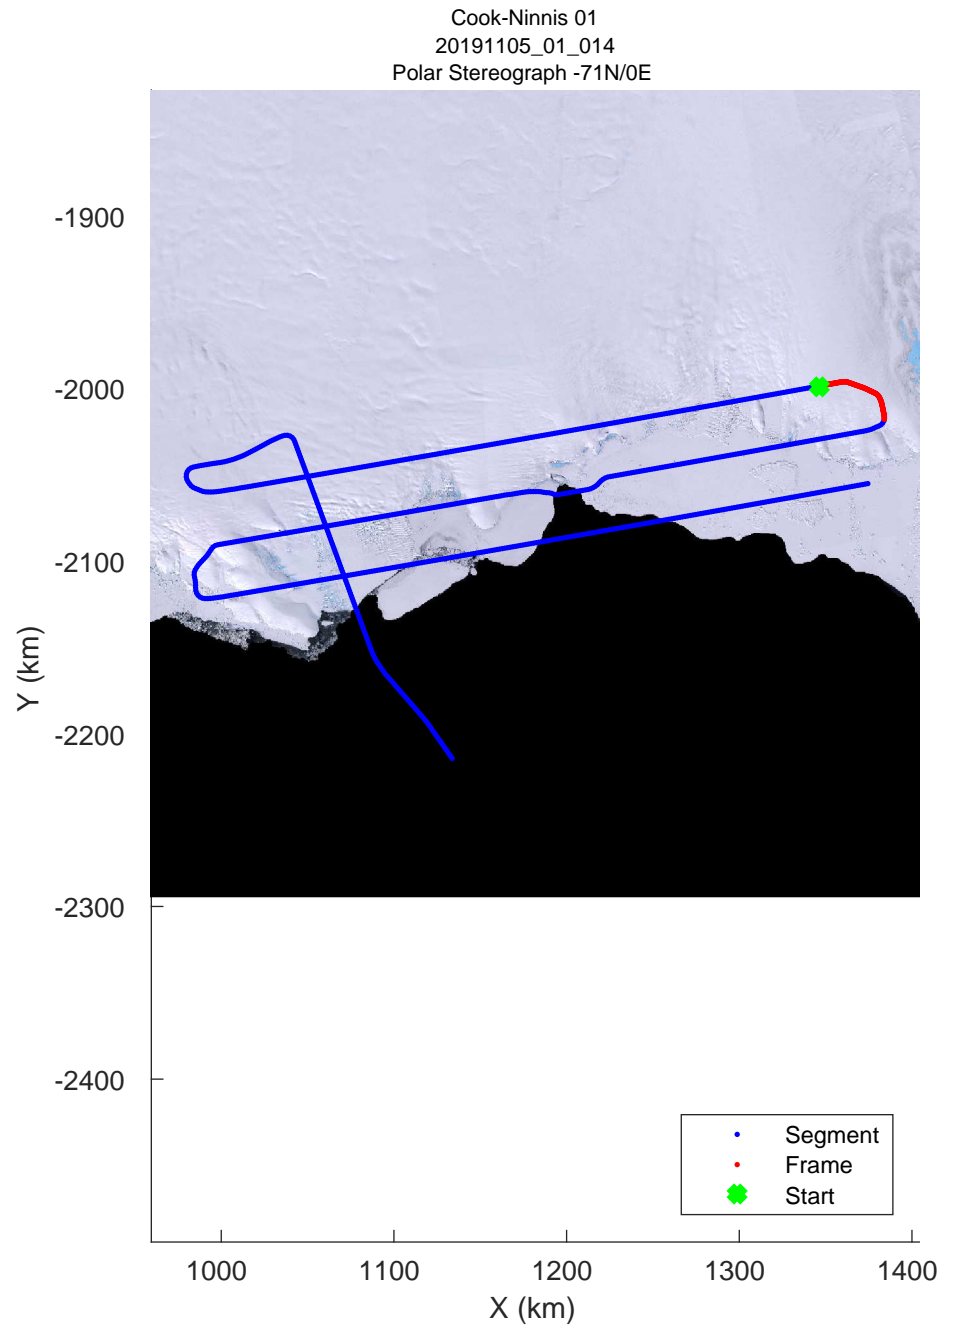 Cook-Ninnis 01
20191105_01_014
Polar Stereograph -71N/0E
-1900
-2000
-2100
-2200
-2300
-2400
Y (km)
Segment
Frame
Start
1000 1100 1200 1300 1400
X (km)